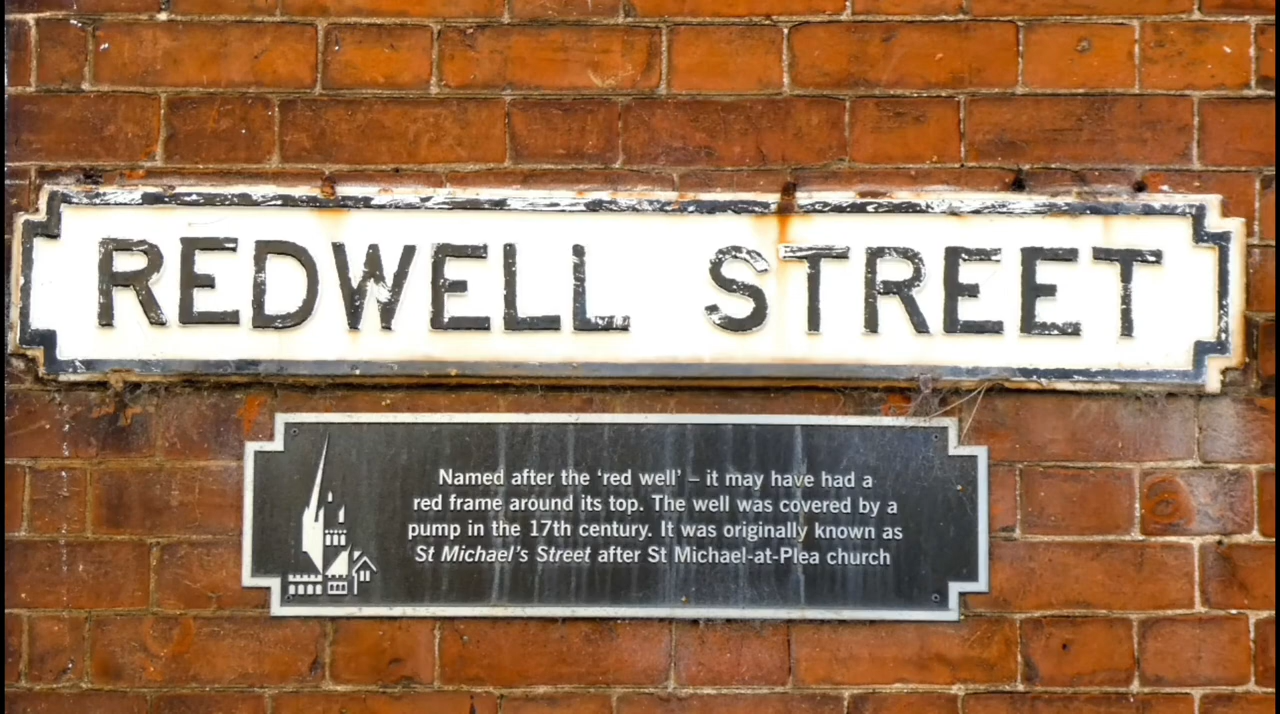 REDWELL STREET
Named after the ‘red well’ – it may have had a
red frame around its top. The well was covered by a
pump in the 17th century. It was originally known as
St Michael’s Street after St Michael-at-Plea church